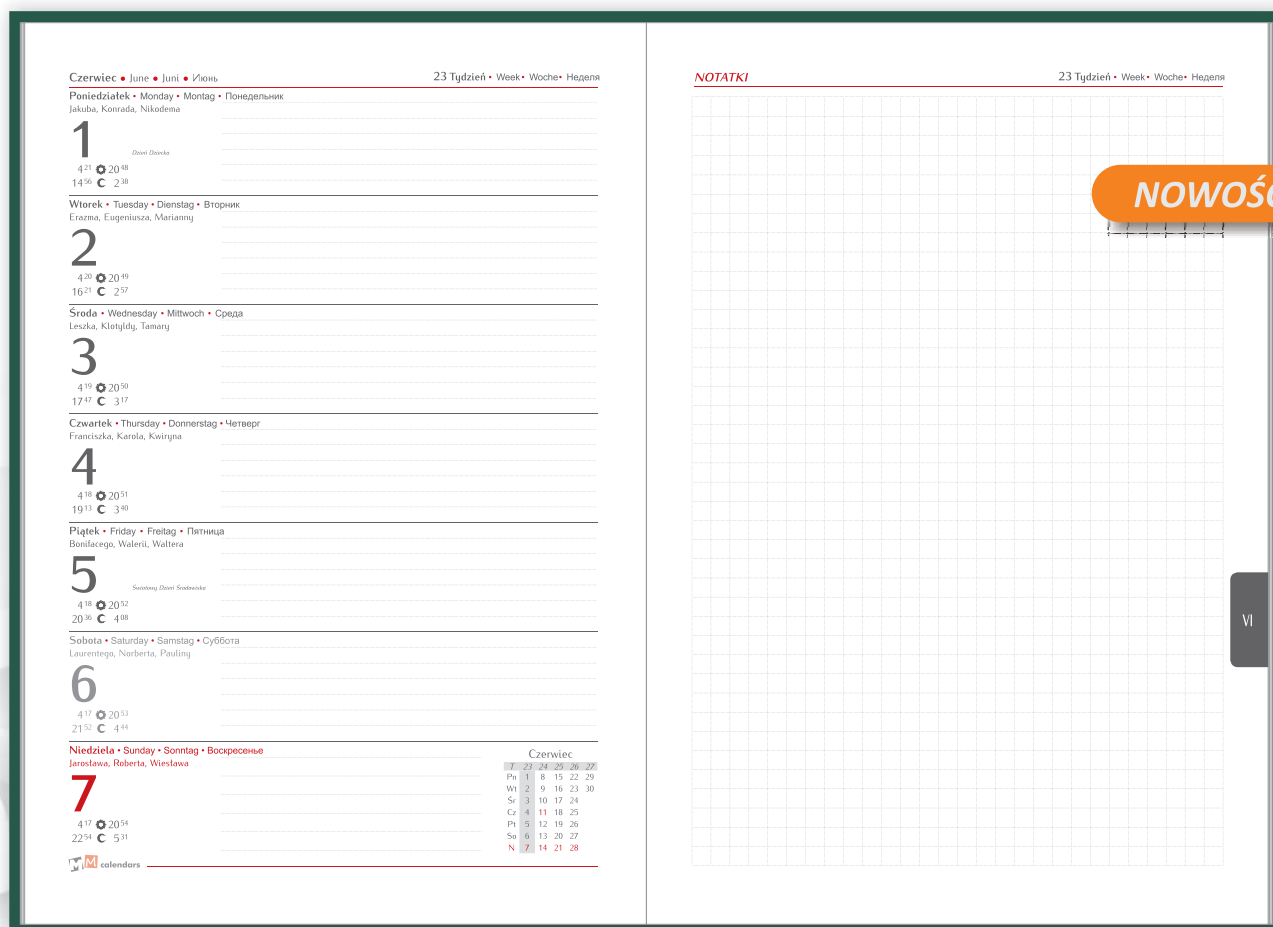 Czerwiec • June • Juni • Июнь 23 Tydzień • Week • Woche • Неделя
Poniedziałek • Monday • Montag • Понедельник
Jakuba, Konrada, Nikodema
1
Dzień Dziecka
4 21 20 48
14 56 2 38
Wtorek • Tuesday • Dienstag • Вторник
Erazma, Eugeniusza, Marianny
2
4 20 20 49
16 21 2 57
Środa • Wednesday • Mittwoch • Среда
Leszka, Klotyldy, Tamary
3
4 19 20 50
17 47 3 17
Czwartek • Thursday • Donnerstag • Четверг
Franciszka, Karola, Kwiryna
4
4 18 20 51
19 13 3 40
Piątek • Friday • Freitag • Пятница
Bonifacego, Walerii, Waltera
5
Światowy Dzień Środowiska
4 18 20 52
20 36 4 08
Sobota • Saturday • Samstag • Суббота
Laurentego, Norberta, Pauliny
6
4 17 20 53
21 52 4 44
Niedziela • Sunday • Sonntag • Воскресенье
Jarosława, Roberta, Wiesława
7
4 17 20 54
22 54 5 31
Czerwiec
T 23 24 25 26 27
Pn 1 8 15 22 29
Wt 2 9 16 23 30
Śr 3 10 17 24
Cz 4 11 18 25
Pt 5 12 19 26
So 6 13 20 27
N 7 14 21 28
M M calendars
NOTATKI 23 Tydzień • Week • Woche • Неделя
NOWOŚĆ
VI